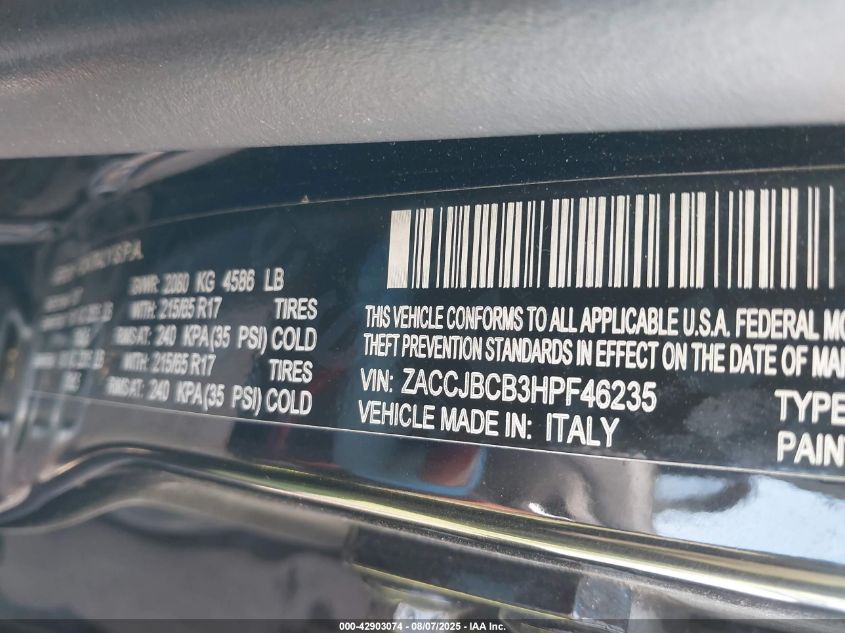 GVWR: 2080 KG 4586 LB
WITH: 215/65 R17 TIRES
RIMS AT: 240 KPA(35 PSI) COLD
WITH: 215/65 R17 TIRES
RIMS AT: 240 KPA(35 PSI) COLD
THIS VEHICLE CONFORMS TO ALL APPLICABLE U.S.A. FEDERAL MO
THEFT PREVENTION STANDARDS IN EFFECT ON THE DATE OF MAN
VIN: ZACCJBCB3HPF46235 TYPE
VEHICLE MADE IN: ITALY PAIN
000-42903074 - 08/07/2025 - IAA Inc.